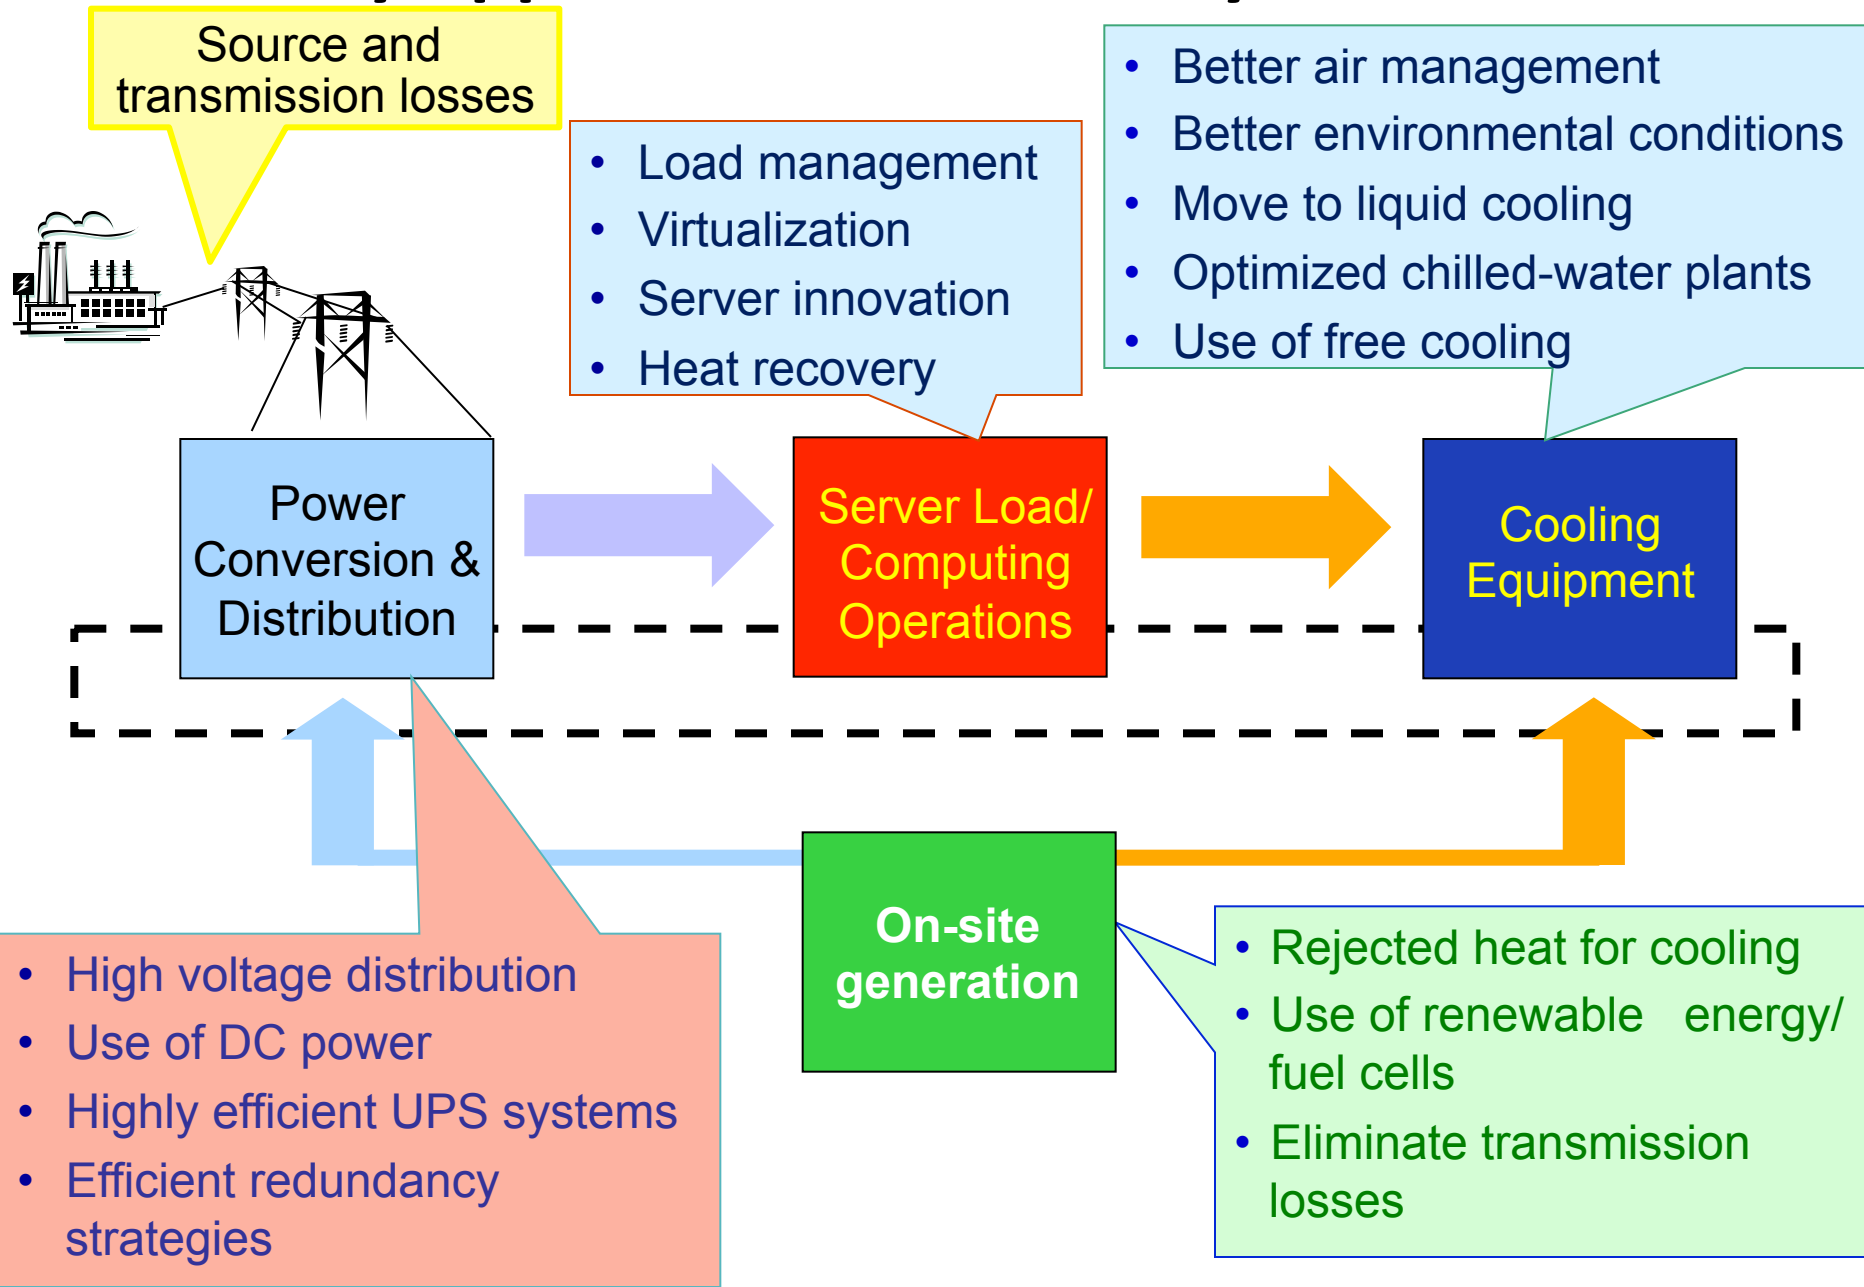 Source and
transmission losses
• Load management
• Virtualization
• Server innovation
• Heat recovery
• Better air management
• Better environmental conditions
• Move to liquid cooling
• Optimized chilled-water plants
• Use of free cooling
Power
Conversion &
Distribution
Server Load/
Computing
Operations
Cooling
Equipment
On-site
generation
• High voltage distribution
• Use of DC power
• Highly efficient UPS systems
• Efficient redundancy
strategies
• Rejected heat for cooling
• Use of renewable energy/
fuel cells
• Eliminate transmission
losses